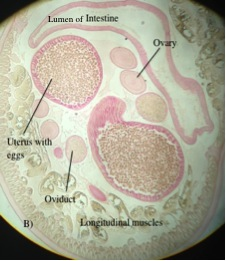 Lumen of Intestine
Ovary
Uterus with
eggs
Oviduct
B)
Longitudinal muscles